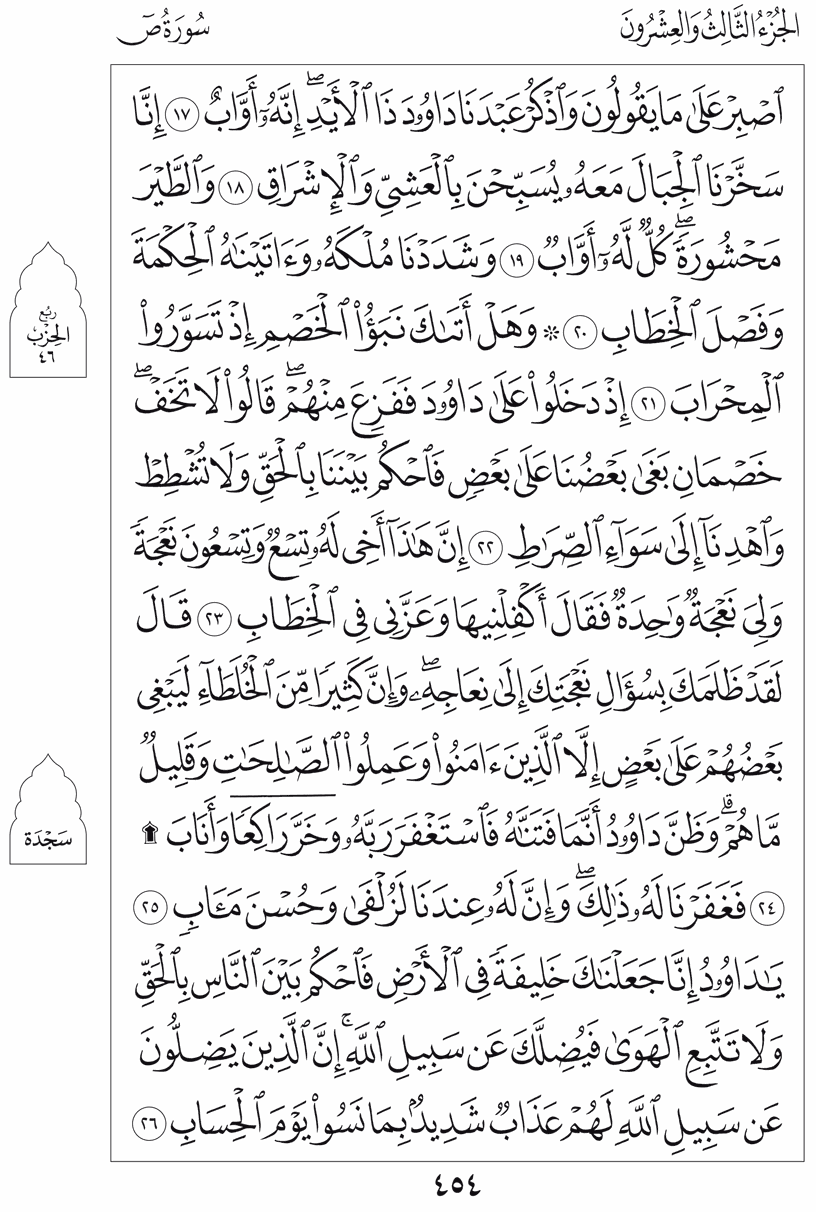 الجُزْءُ الثَّالِثُ وَالعِشْرُونَ
سُورَةُ صٓ
ٱصۡبِرۡ عَلَىٰ مَا يَقُولُونَ وَٱذۡكُرۡ عَبۡدَنَا دَاوُۥدَ ذَا ٱلۡأَيۡدِۖ إِنَّهُۥٓ أَوَّابٌ ١٧ إِنَّا
سَخَّرۡنَا ٱلۡجِبَالَ مَعَهُۥ يُسَبِّحۡنَ بِٱلۡعَشِيِّ وَٱلۡإِشۡرَاقِ ١٨ وَٱلطَّيۡرَ
مَحۡشُورَةٗۖ كُلّٞ لَّهُۥٓ أَوَّابٞ ١٩ وَشَدَدۡنَا مُلۡكَهُۥ وَءَاتَيۡنَٰهُ ٱلۡحِكۡمَةَ
وَفَصۡلَ ٱلۡخِطَابِ ٢٠ ۞ وَهَلۡ أَتَىٰكَ نَبَؤُاْ ٱلۡخَصۡمِ إِذۡ تَسَوَّرُواْ
ٱلۡمِحۡرَابَ ٢١ إِذۡ دَخَلُواْ عَلَىٰ دَاوُۥدَ فَفَزِعَ مِنۡهُمۡۖ قَالُواْ لَا تَخَفۡۖ
خَصۡمَانِ بَغَىٰ بَعۡضُنَا عَلَىٰ بَعۡضٖ فَٱحۡكُم بَيۡنَنَا بِٱلۡحَقِّ وَلَا تُشۡطِطۡ
وَٱهۡدِنَآ إِلَىٰ سَوَآءِ ٱلصِّرَٰطِ ٢٢ إِنَّ هَٰذَآ أَخِي لَهُۥ تِسۡعٞ وَتِسۡعُونَ نَعۡجَةٗ
وَلِيَ نَعۡجَةٞ وَٰحِدَةٞ فَقَالَ أَكۡفِلۡنِيهَا وَعَزَّنِي فِي ٱلۡخِطَابِ ٢٣ قَالَ
لَقَدۡ ظَلَمَكَ بِسُؤَالِ نَعۡجَتِكَ إِلَىٰ نِعَاجِهِۦۖ وَإِنَّ كَثِيرٗا مِّنَ ٱلۡخُلَطَآءِ لَيَبۡغِي
بَعۡضُهُمۡ عَلَىٰ بَعۡضٍ إِلَّا ٱلَّذِينَ ءَامَنُواْ وَعَمِلُواْ ٱلصَّٰلِحَٰتِ وَقَلِيلٞ
مَّا هُمۡۗ وَظَنَّ دَاوُۥدُ أَنَّمَا فَتَنَّٰهُ فَٱسۡتَغۡفَرَ رَبَّهُۥ وَخَرَّۤ رَاكِعٗاۤ وَأَنَابَ ۩
٢٤ فَغَفَرۡنَا لَهُۥ ذَٰلِكَۖ وَإِنَّ لَهُۥ عِندَنَا لَزُلۡفَىٰ وَحُسۡنَ مَـَٔابٖ ٢٥
يَٰدَاوُۥدُ إِنَّا جَعَلۡنَٰكَ خَلِيفَةٗ فِي ٱلۡأَرۡضِ فَٱحۡكُم بَيۡنَ ٱلنَّاسِ بِٱلۡحَقِّ
وَلَا تَتَّبِعِ ٱلۡهَوَىٰ فَيُضِلَّكَ عَن سَبِيلِ ٱللَّهِۚ إِنَّ ٱلَّذِينَ يَضِلُّونَ
عَن سَبِيلِ ٱللَّهِ لَهُمۡ عَذَابٞ شَدِيدُۢ بِمَا نَسُواْ يَوۡمَ ٱلۡحِسَابِ ٢٦
رُبُع
الحِزْب
٤٦
سَجْدَة
٤٥٤